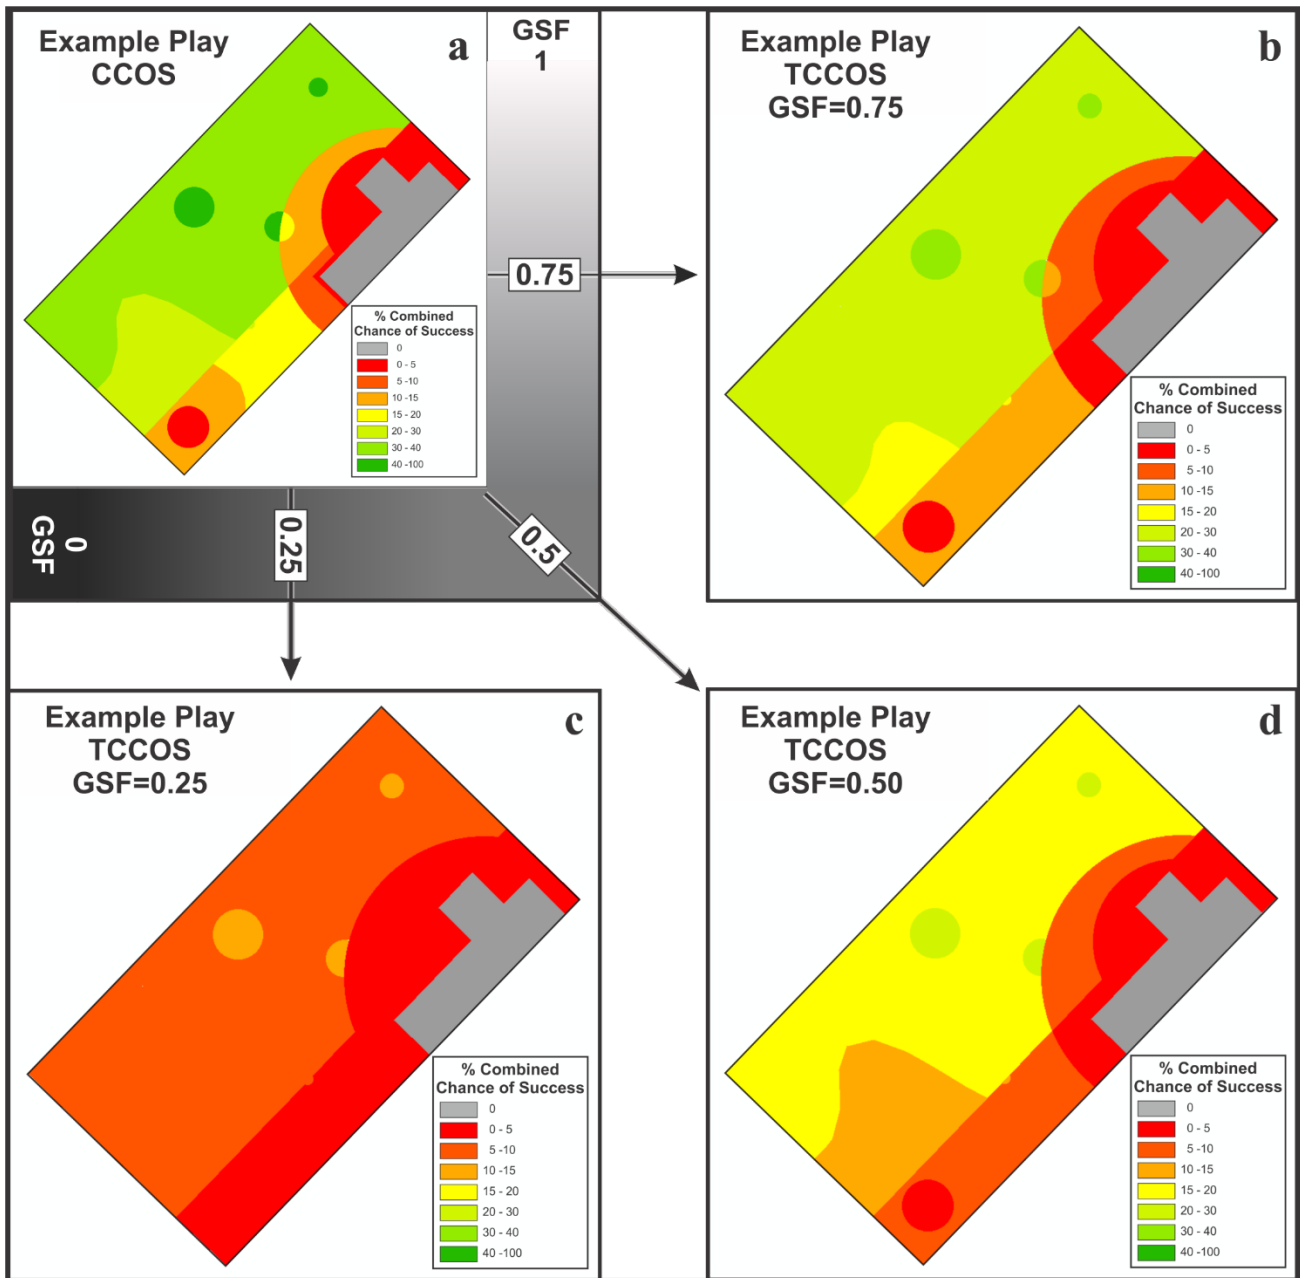 Example Play
CCOS
a
% Combined
Chance of Success
0
0 - 5
5 -10
10 -15
15 - 20
20 - 30
30 - 40
40 -100
GSF
1
0.75
0.5
0.25
0
GSF
Example Play
TCCOS
GSF=0.75
b
% Combined
Chance of Success
0
0 - 5
5 -10
10 -15
15 - 20
20 - 30
30 - 40
40 -100
Example Play
TCCOS
GSF=0.25
c
% Combined
Chance of Success
0
0 - 5
5 -10
10 -15
15 - 20
20 - 30
30 - 40
40 -100
Example Play
TCCOS
GSF=0.50
d
% Combined
Chance of Success
0
0 - 5
5 -10
10 -15
15 - 20
20 - 30
30 - 40
40 -100